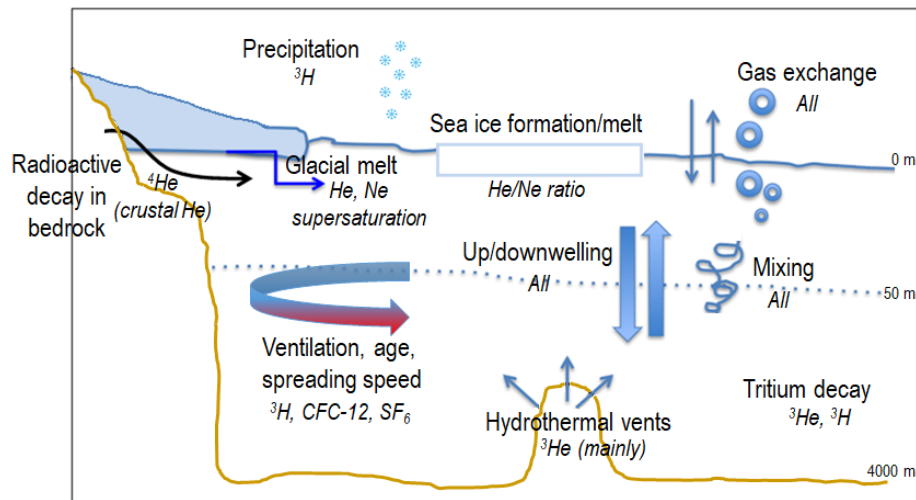 Precipitation
³H
Gas exchange
All
Sea ice formation/melt
He/Ne ratio
0 m
Radioactive
decay in
bedrock
⁴He
(crustal He)
Glacial melt
He, Ne
supersaturation
Up/downwelling
All
Mixing
All
50 m
Ventilation, age,
spreading speed
³H, CFC-12, SF₆
Hydrothermal vents
³He (mainly)
Tritium decay
³He, ³H
4000 m